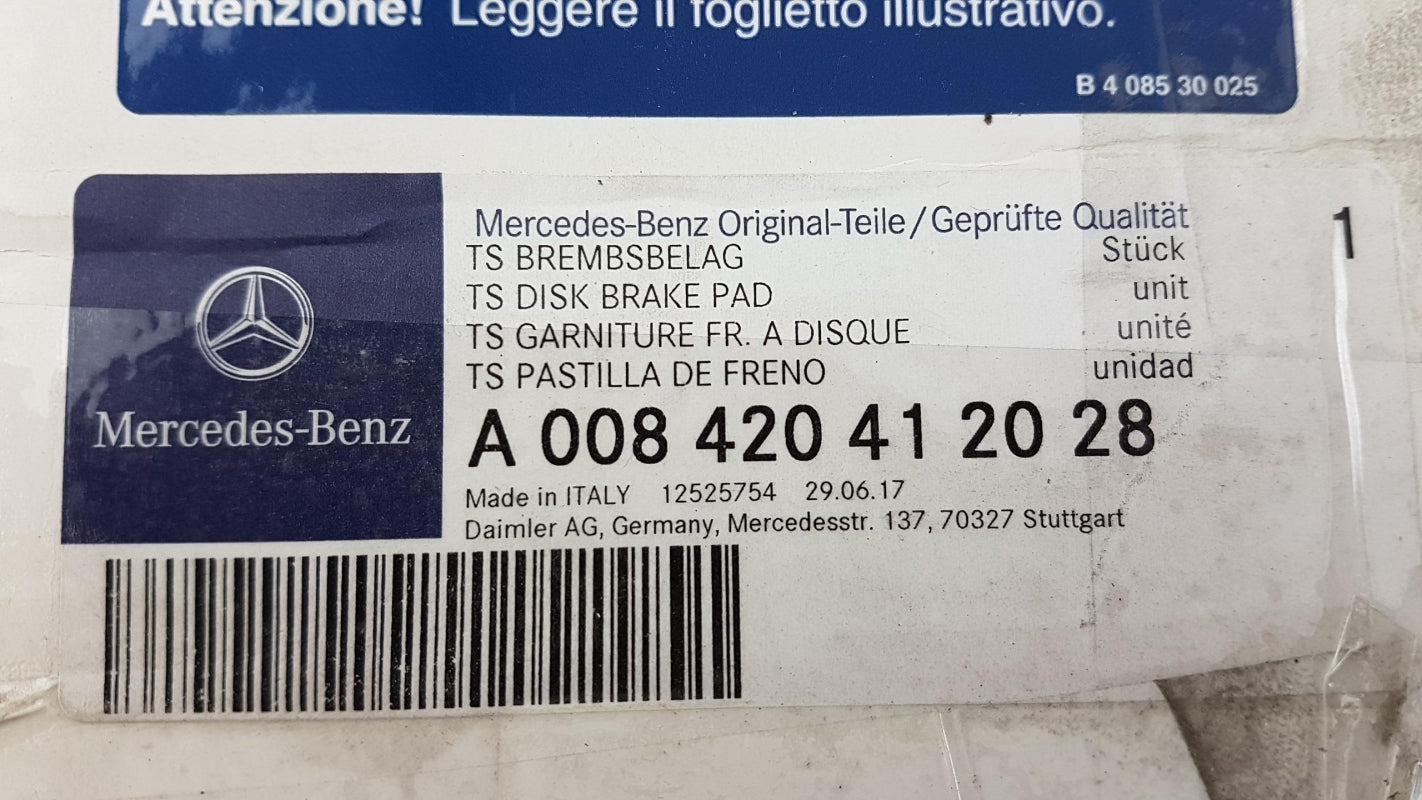 Attenzione! Leggere il foglietto illustrativo.
B 4 085 30 025
Mercedes-Benz Original-Teile/Geprüfte Qualität
TS BREMBSBELAG Stück 1
TS DISK BRAKE PAD unit
TS GARNITURE FR. A DISQUE unité
TS PASTILLA DE FRENO unidad
Mercedes-Benz
A 008 420 41 20 28
Made in ITALY 12525754 29.06.17
Daimler AG, Germany, Mercedesstr. 137, 70327 Stuttgart